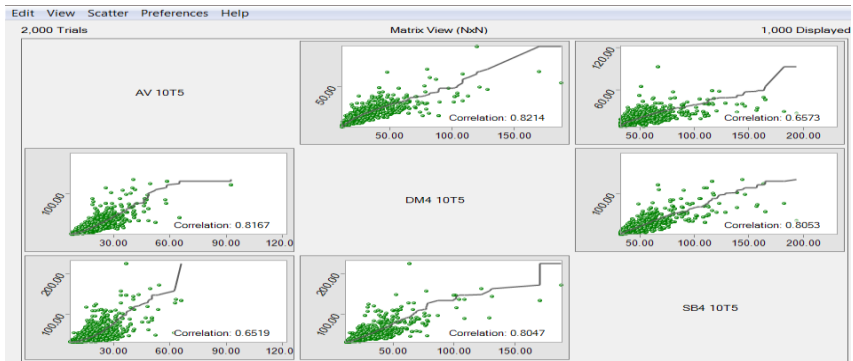 Edit View Scatter Preferences Help
2,000 Trials Matrix View (NxN) 1,000 Displayed
AV 10T5
50.00
Correlation: 0.8214
50.00 100.00 150.00
120.00
60.00
Correlation: 0.6573
50.00 100.00 150.00 200.00
100.00
Correlation: 0.8167
30.00 60.00 90.00 120.0
DM4 10T5
100.00
Correlation: 0.8053
50.00 100.00 150.00 200.00
200.00
100.00
Correlation: 0.6519
30.00 60.00 90.00 120.0
200.00
100.00
Correlation: 0.8047
50.00 100.00 150.00
SB4 10T5